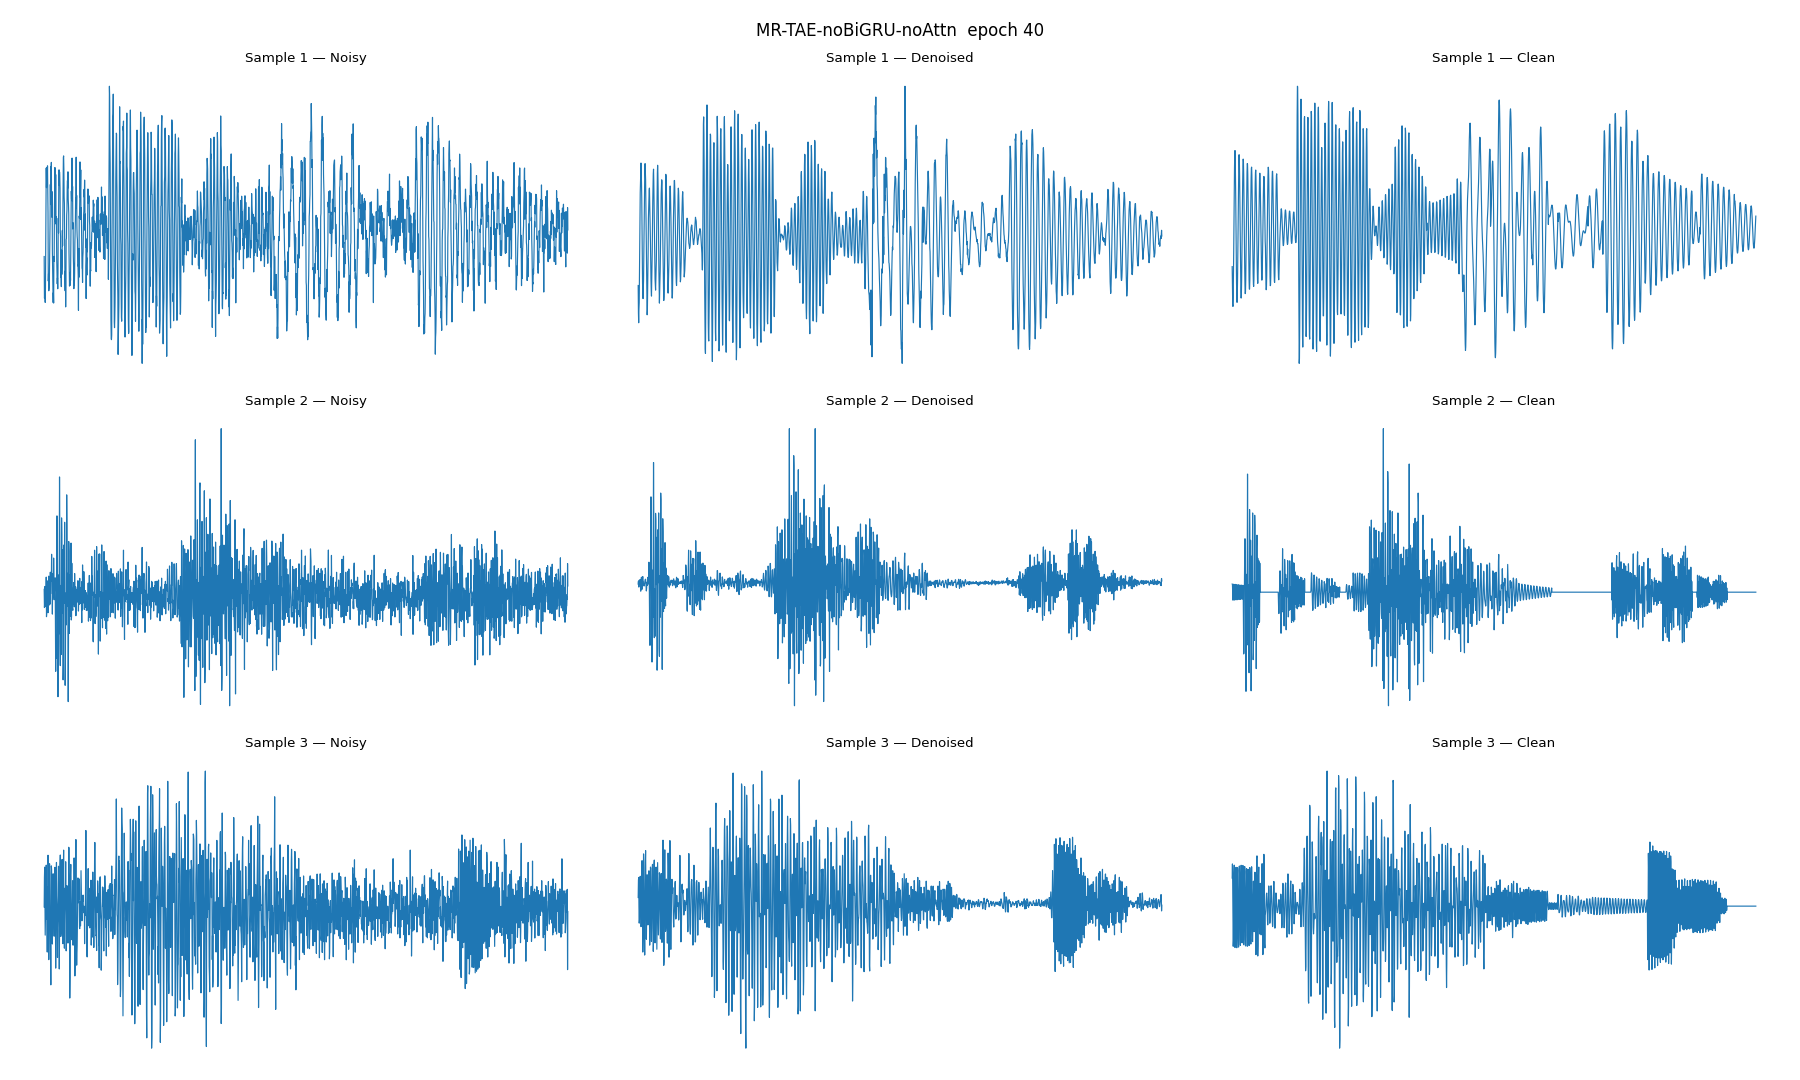 MR-TAE-noBiGRU-noAttn  epoch 40
Sample 1 — Noisy
Sample 1 — Denoised
Sample 1 — Clean
Sample 2 — Noisy
Sample 2 — Denoised
Sample 2 — Clean
Sample 3 — Noisy
Sample 3 — Denoised
Sample 3 — Clean